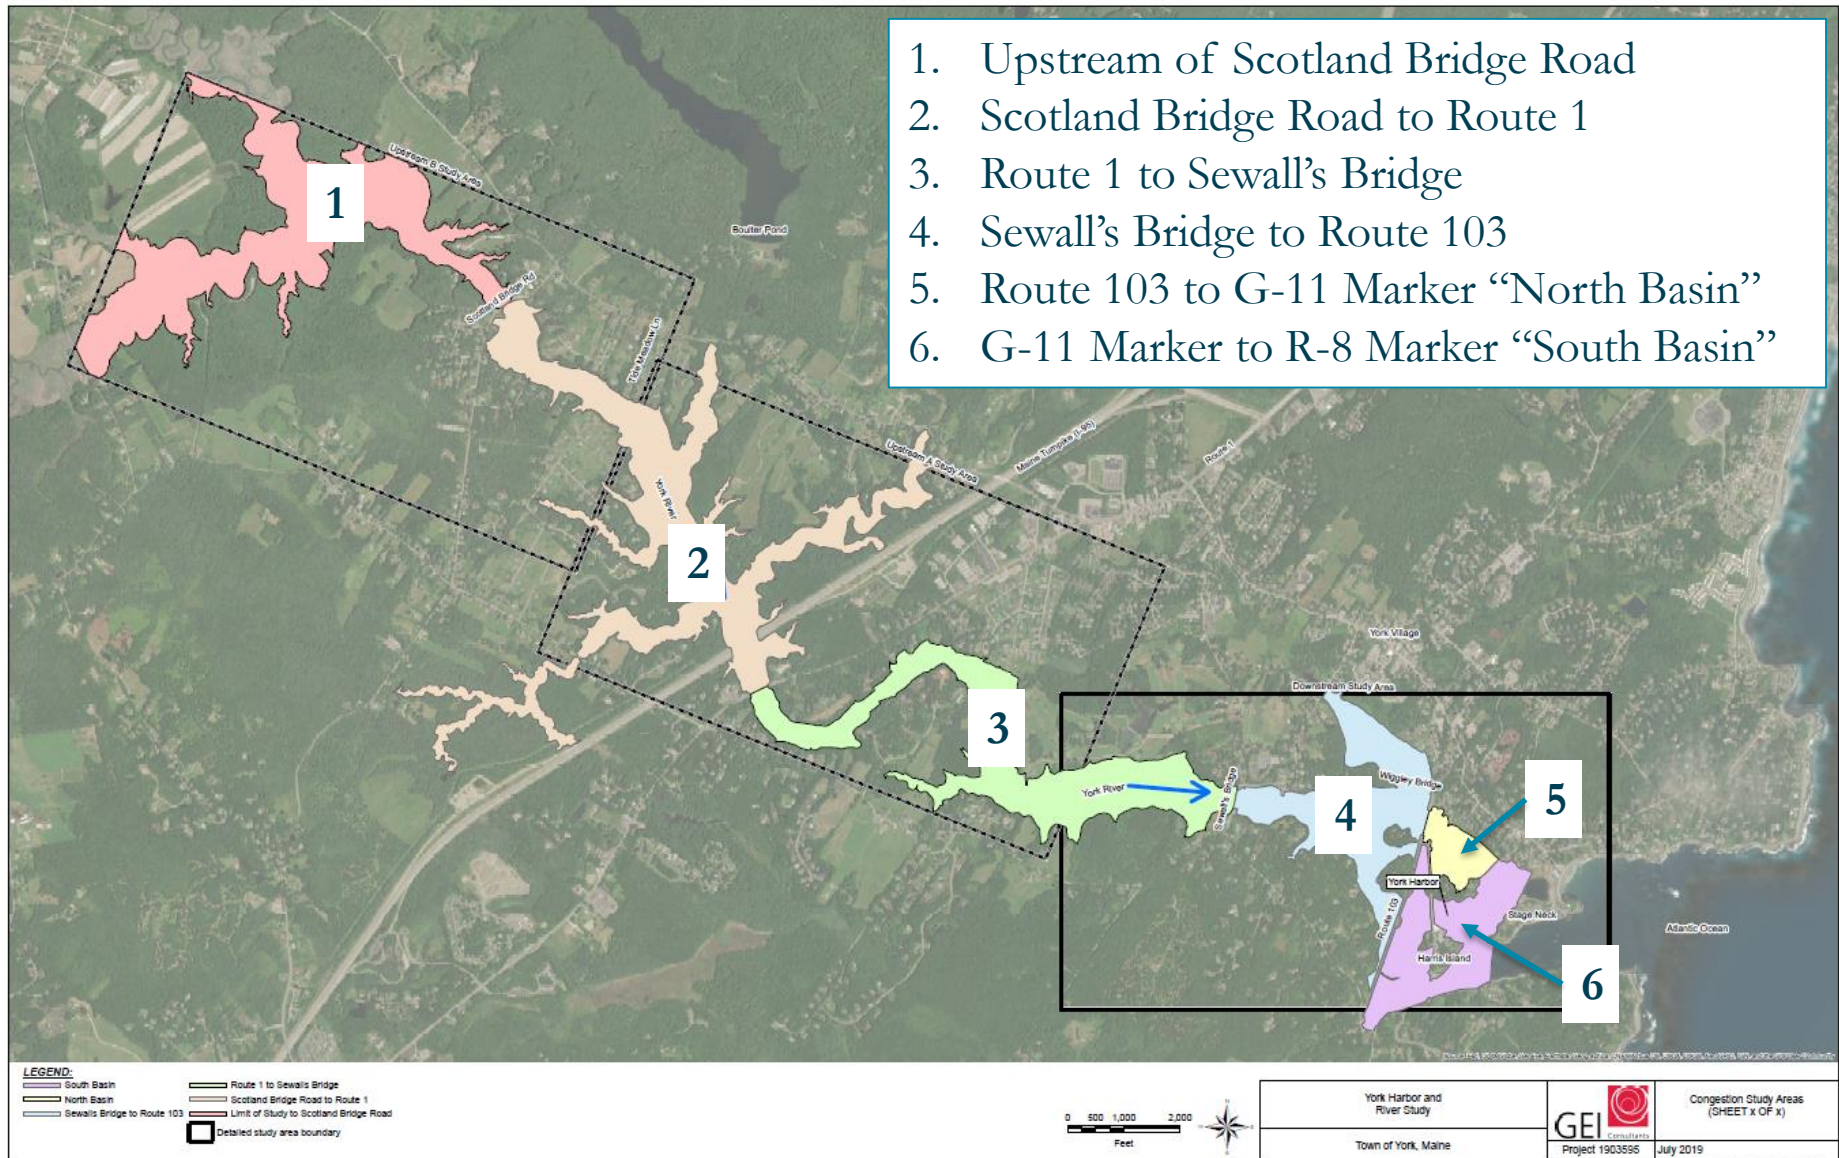 1. Upstream of Scotland Bridge Road
2. Scotland Bridge Road to Route 1
3. Route 1 to Sewall’s Bridge
4. Sewall’s Bridge to Route 103
5. Route 103 to G-11 Marker “North Basin”
6. G-11 Marker to R-8 Marker “South Basin”
Upstream B Study Area
1
Boulter Pond
Scotland Bridge Rd
Tide Meadow Ln
Maine Turnpike (I-95)
Route 1
Upstream A Study Area
York River
2
York Village
Downstream Study Area
3
Wiggley Bridge
York River
Sewall's Bridge
4
5
York Harbor
Route 103
Stage Neck
Atlantic Ocean
Harris Island
6
LEGEND:
South Basin
North Basin
Sewalls Bridge to Route 103
Route 1 to Sewalls Bridge
Scotland Bridge Road to Route 1
Limit of Study to Scotland Bridge Road
Detailed study area boundary
0 500 1,000 2,000
Feet
York Harbor and
River Study
Town of York, Maine
GEI
Consultants
Project 1903595
Congestion Study Areas
(SHEET x OF x)
July 2019